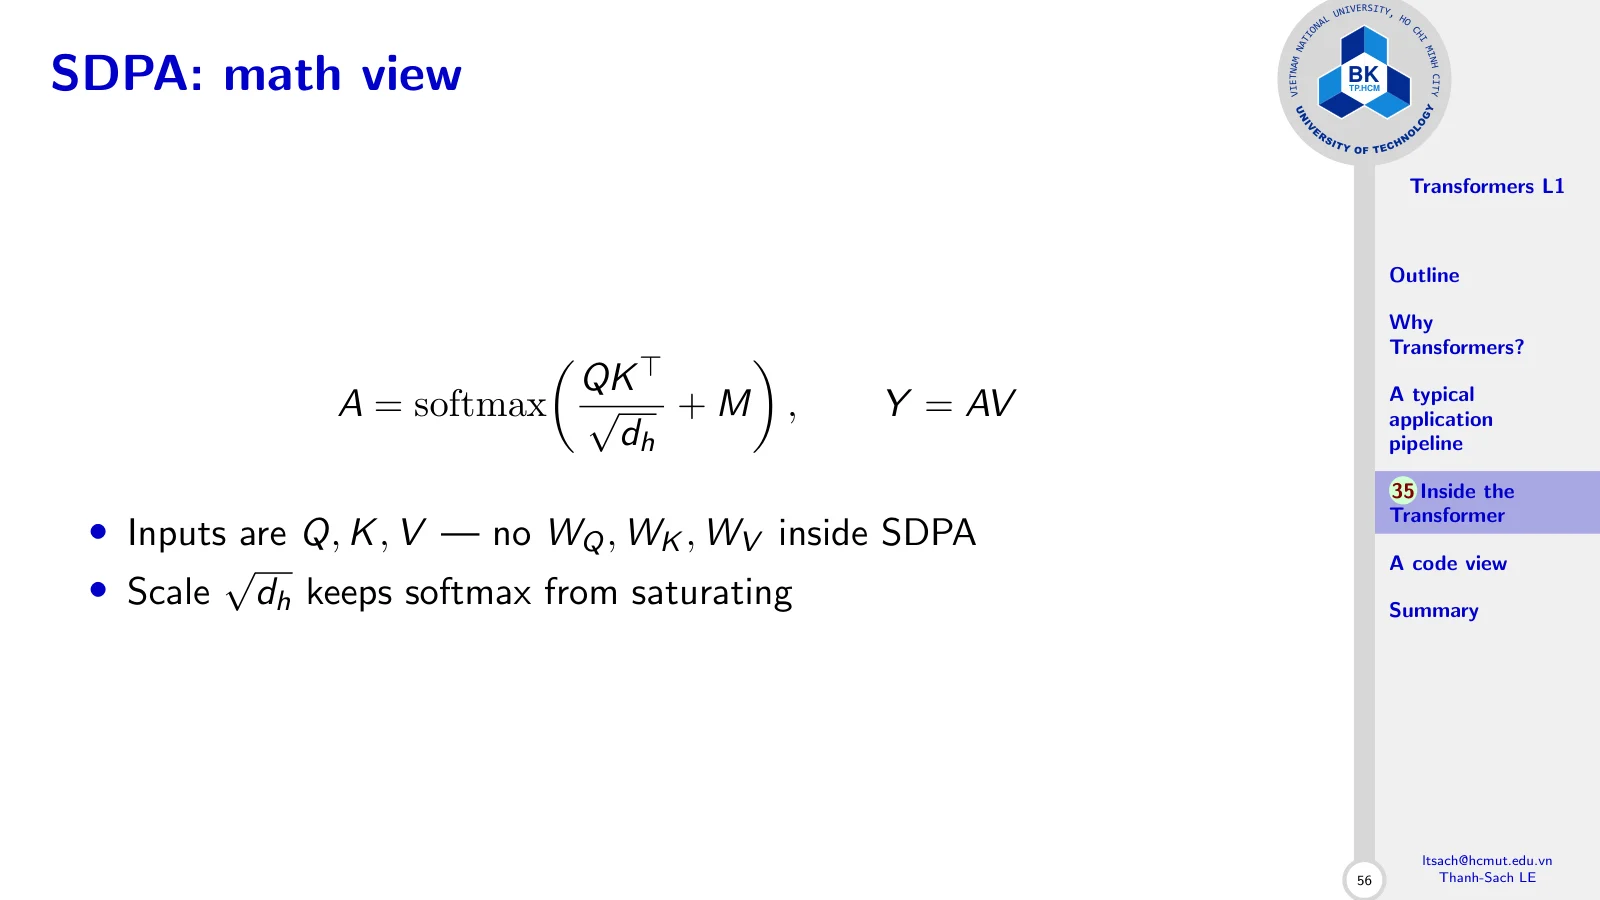 SDPA: math view
A = softmax(QK⊤/√d_h + M), Y = AV
• Inputs are Q, K, V — no W_Q, W_K, W_V inside SDPA
• Scale √d_h keeps softmax from saturating
VIETNAM NATIONAL UNIVERSITY, HO CHI MINH CITY
BK
TP.HCM
UNIVERSITY OF TECHNOLOGY
Transformers L1
Outline
Why
Transformers?
A typical
application
pipeline
35 Inside the
Transformer
A code view
Summary
ltsach@hcmut.edu.vn
Thanh-Sach LE
56